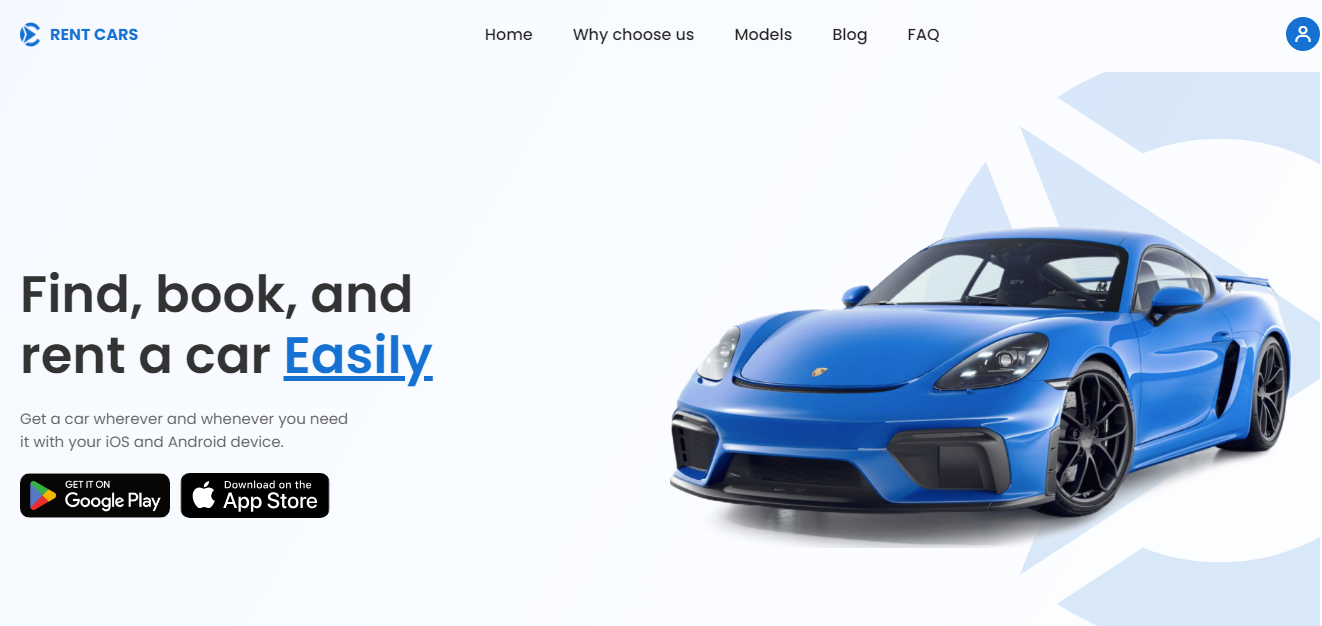 RENT CARS
Home
Why choose us
Models
Blog
FAQ
Find, book, and
rent a car Easily
Get a car wherever and whenever you need
it with your iOS and Android device.
GET IT ON
Google Play
Download on the
App Store